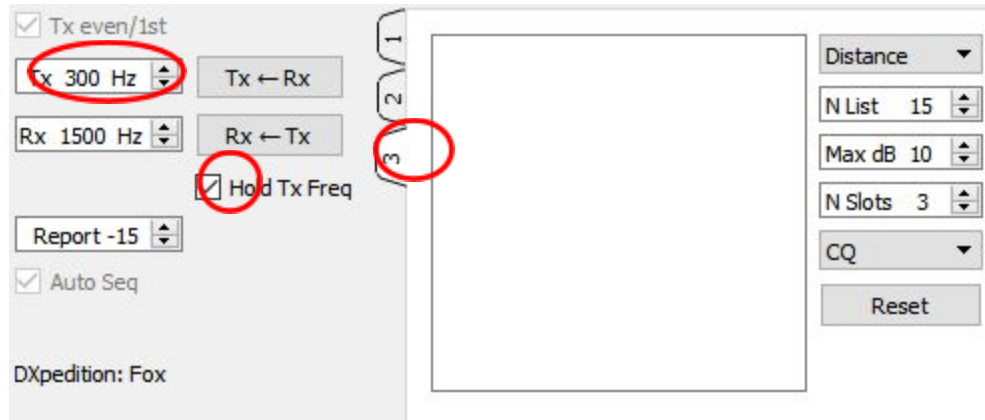 Tx even/1st
Tx 300 Hz
Tx ← Rx
Rx 1500 Hz
Rx ← Tx
Hold Tx Freq
Report -15
Auto Seq
DXpedition: Fox
1
2
3
Distance
N List 15
Max dB 10
N Slots 3
CQ
Reset